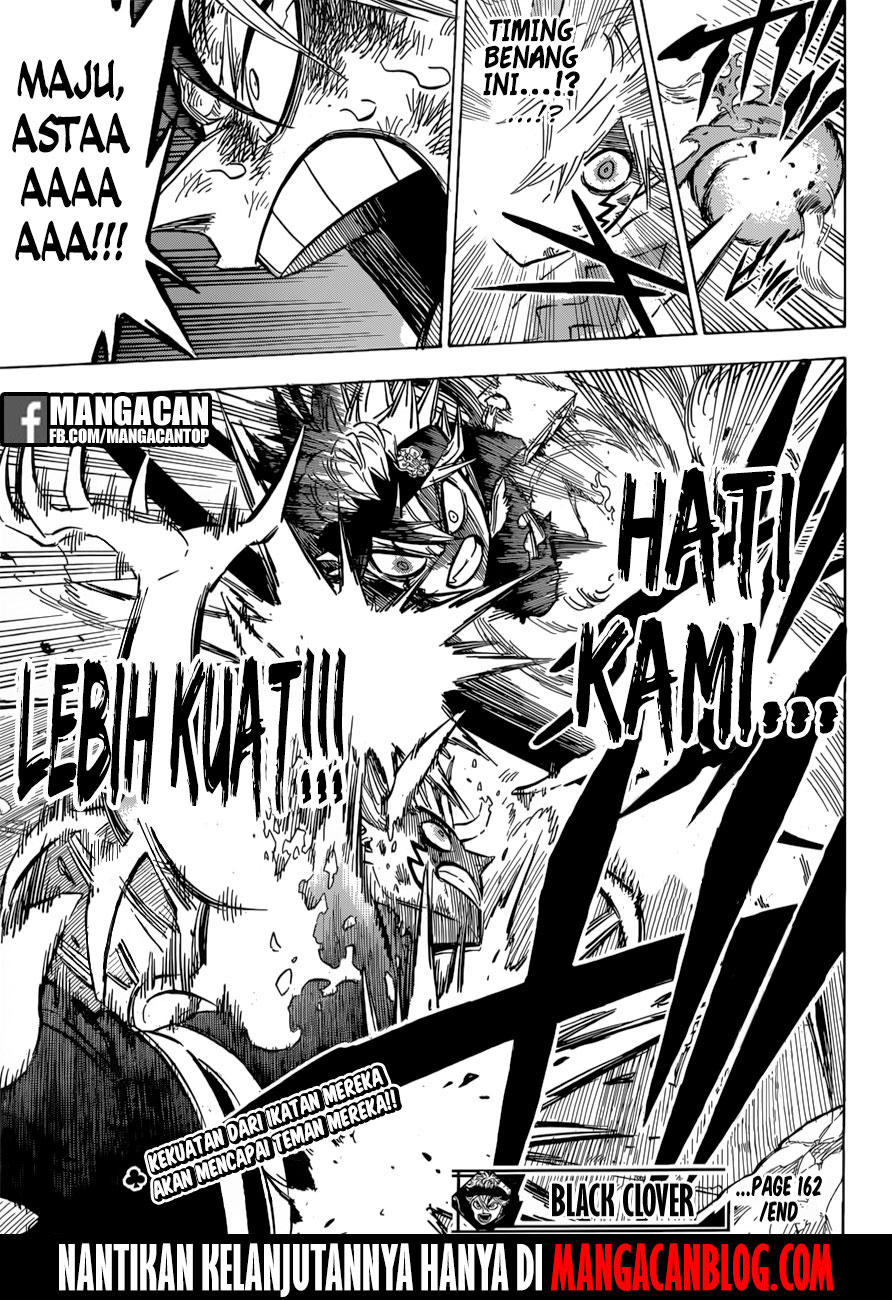 TIMING
BENANG
INI...!?
...!?
MAJU,
ASTAA
AAAA
AAA!!!
MANGACAN
FB.COM/MANGACANTOP
HATI
KAMI...
LEBIH KUAT!!!
KEKUATAN DARI IKATAN MEREKA
AKAN MENCAPAI TEMAN MEREKA!!
BLACK CLOVER
...PAGE 162
/END
NANTIKAN KELANJUTANNYA HANYA DI MANGACANBLOG.COM